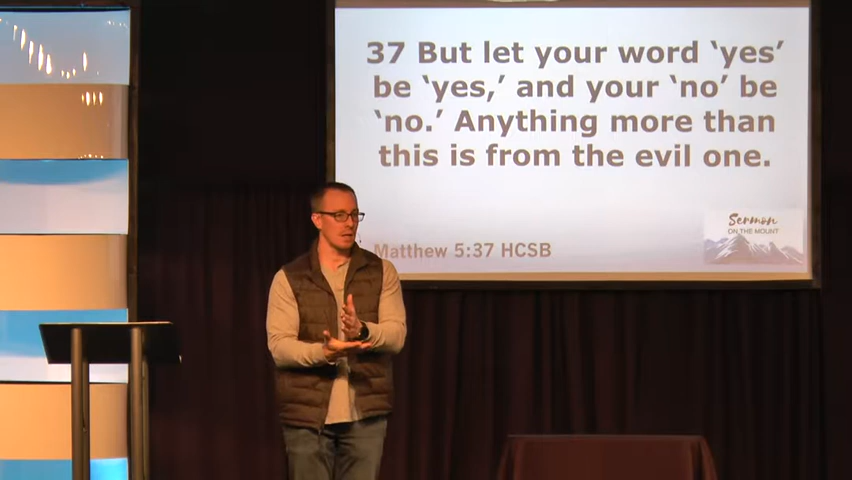 37 But let your word ‘yes’
be ‘yes,’ and your ‘no’ be
‘no.’ Anything more than
this is from the evil one.
Sermon
ON THE MOUNT
Matthew 5:37 HCSB